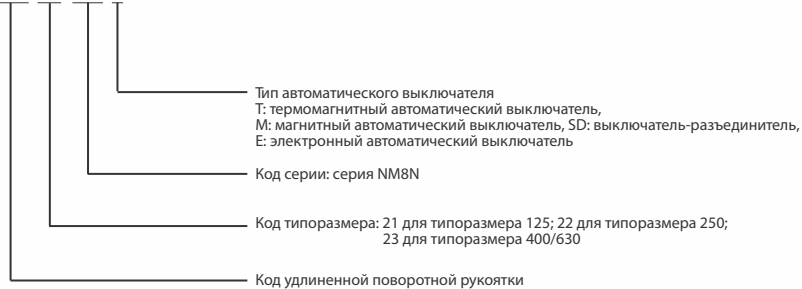 Тип автоматического выключателя
Т: термомагнитный автоматический выключатель,
М: магнитный автоматический выключатель, SD: выключатель-разъединитель,
Е: электронный автоматический выключатель
Код серии: серия NM8N
Код типоразмера: 21 для типоразмера 125; 22 для типоразмера 250;
23 для типоразмера 400/630
Код удлиненной поворотной рукоятки